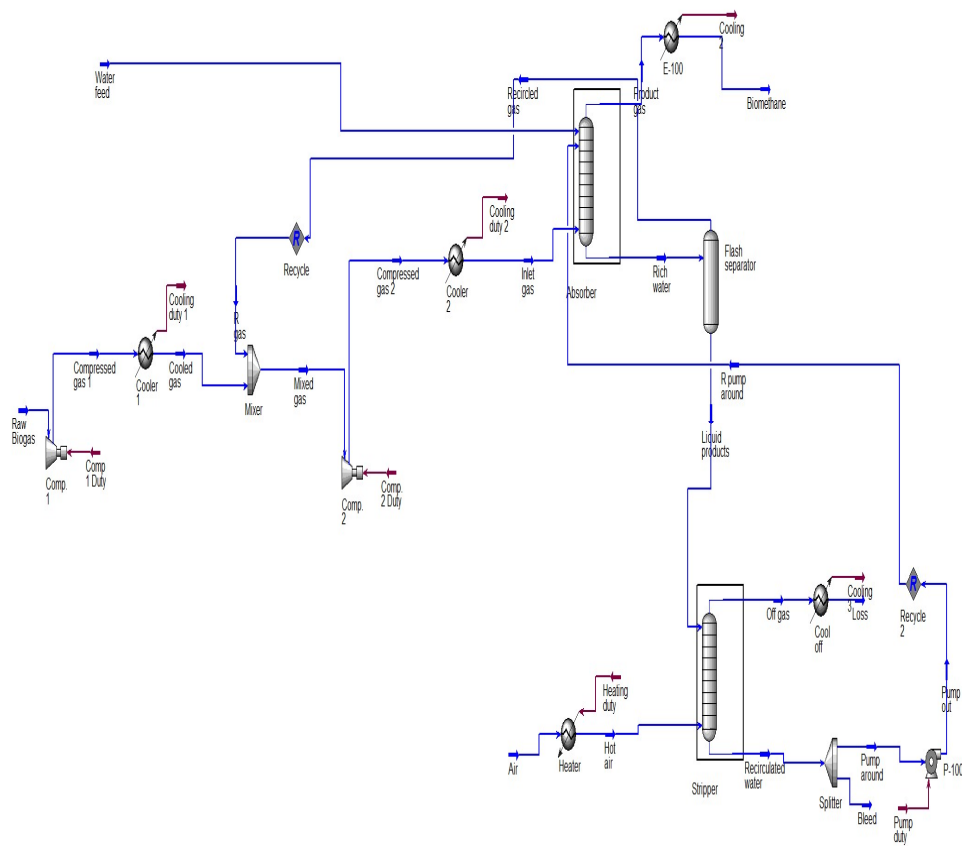 Cooling
2
E-100
Biomethane
Water
feed
Recircled
gas
Product
gas
Cooling
duty 2
Compressed
gas 2
Cooler
2
Inlet
gas
Absorber
Rich
water
Flash
separator
Recycle
R
gas
Cooling
duty 1
Compressed
gas 1
Cooler
1
Cooled
gas
Mixer
Mixed
gas
R pump
around
Raw
Biogas
Comp.
1
Comp
1 Duty
Comp.
2
Comp.
2 Duty
Liquid
products
Off gas
Cool
off
Cooling
3
Loss
R
Recycle
2
Heating
duty
Air
Heater
Hot
air
Stripper
Recirculated
water
Splitter
Pump
around
Bleed
Pump
out
P-100
Pump
duty
R